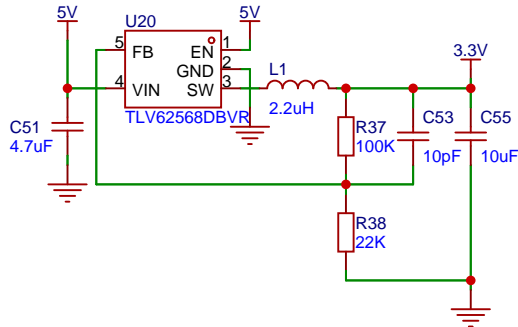 5V
U20
5V
5 FB
EN 1
GND 2
4 VIN
SW 3
TLV62568DBVR
C51
4.7uF
L1
2.2uH
3.3V
R37
100K
C53
10pF
C55
10uF
R38
22K